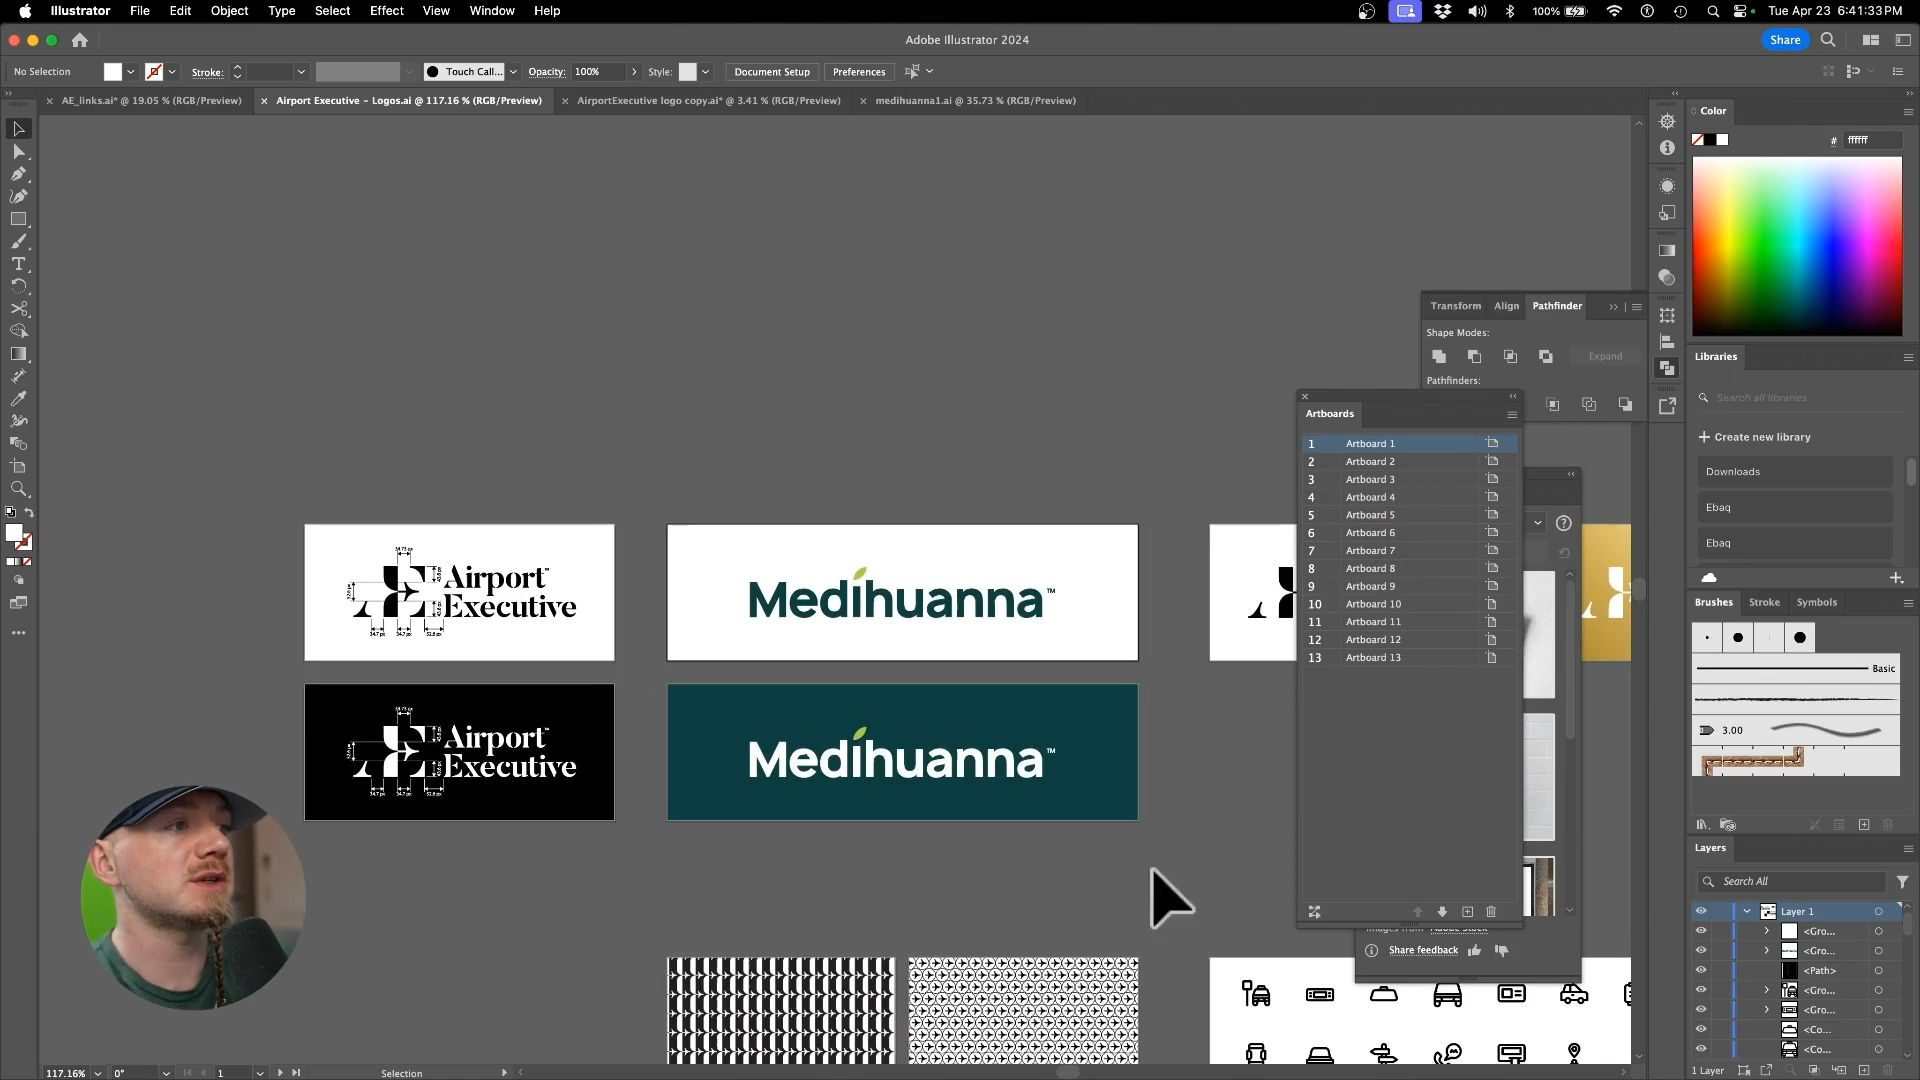 Illustrator File Edit Object Type Select Effect View Window Help
100% Tue Apr 23 6:41:33 PM
Adobe Illustrator 2024
Share
No Selection
Stroke:
Touch Call...
Opacity: 100%
Style:
Document Setup
Preferences
AE_links.ai* @ 19.05 % (RGB/Preview)
Airport Executive – Logos.ai @ 117.16 % (RGB/Preview)
AirportExecutive logo copy.ai* @ 3.41 % (RGB/Preview)
medihuanna1.ai @ 35.73 % (RGB/Preview)
Color
# ffffff
Transform Align Pathfinder
Shape Modes:
Expand
Pathfinders:
Libraries
Search all libraries
Create new library
Downloads
Ebaq
Ebaq
Artboards
1 Artboard 1
2 Artboard 2
3 Artboard 3
4 Artboard 4
5 Artboard 5
6 Artboard 6
7 Artboard 7
8 Artboard 8
9 Artboard 9
10 Artboard 10
11 Artboard 11
12 Artboard 12
13 Artboard 13
Airport™
Executive
Medihuanna™
Airport™
Executive
Medihuanna™
Brushes Stroke Symbols
Basic
3.00
Share feedback
Layers
Search All
Layer 1
<Gro...
<Gro...
<Path>
<Gro...
<Gro...
<Co...
<Co...
1 Layer
117.16% 0° 1 Selection